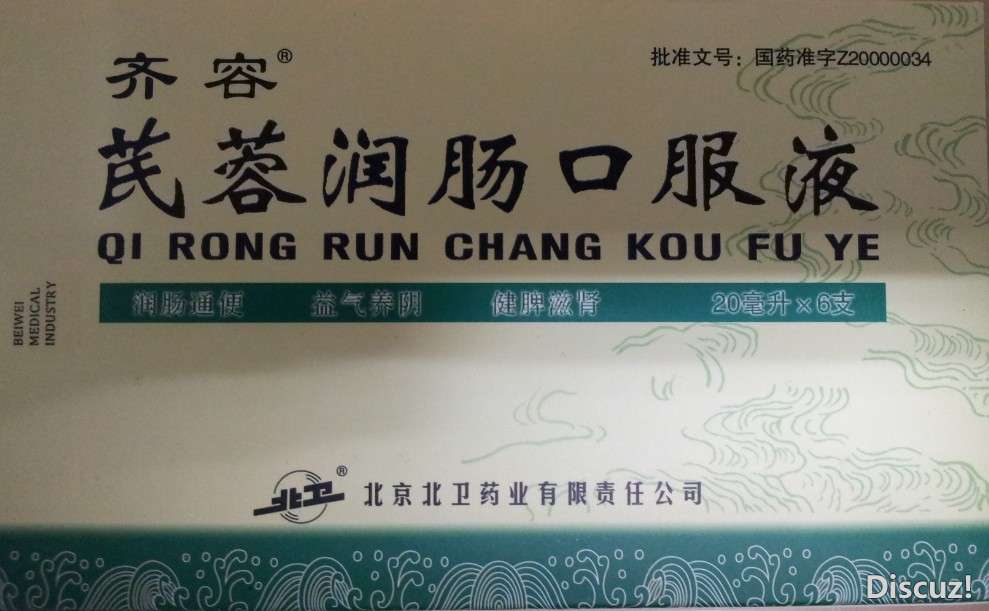 齐容®
批准文号：国药准字Z20000034
芪蓉润肠口服液
QI RONG RUN CHANG KOU FU YE
润肠通便 益气养阴 健脾滋肾 20毫升×6支
BEIWEI
MEDICAL
INDUSTRY
北卫® 北京北卫药业有限责任公司
Discuz!